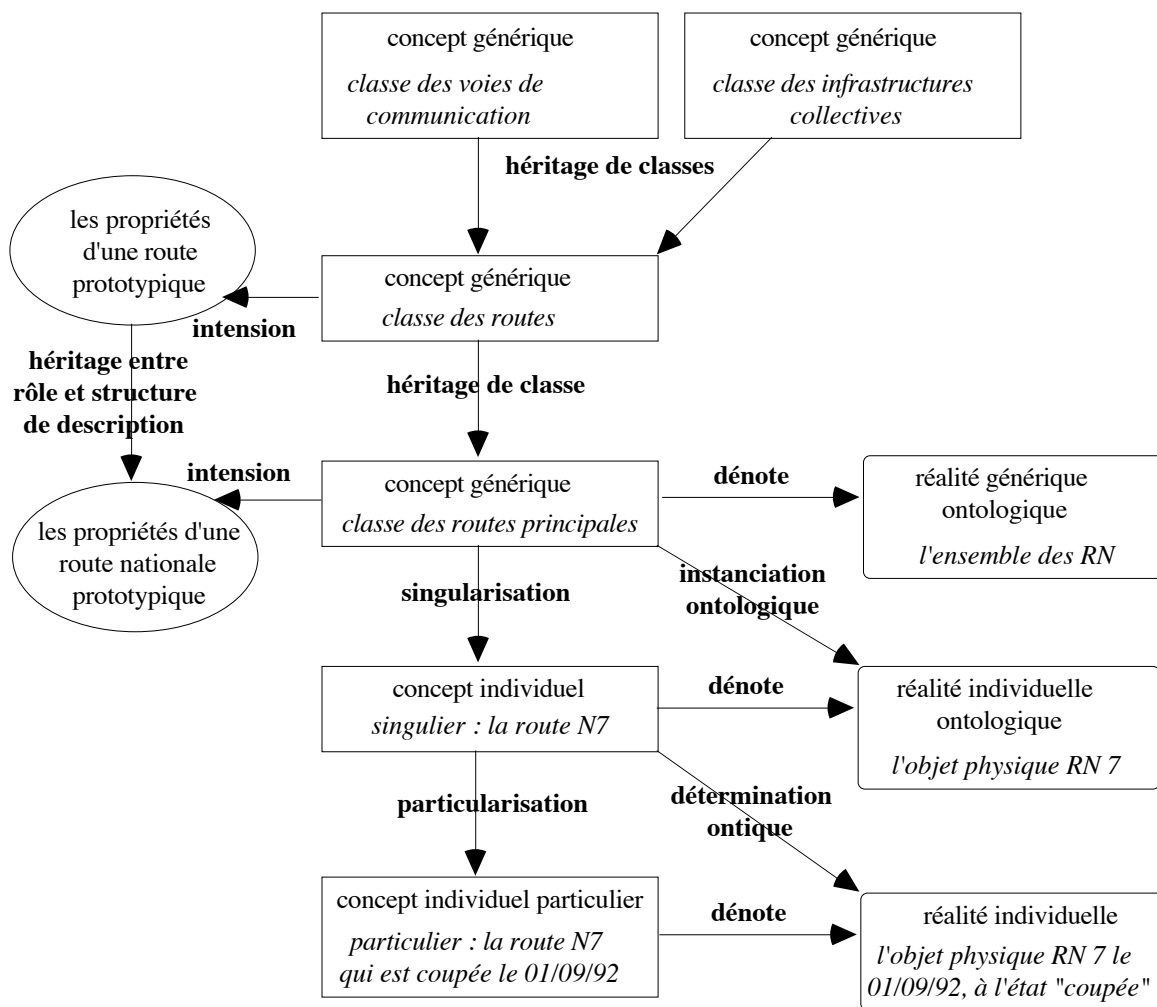 concept générique
classe des voies de
communication
concept générique
classe des infrastructures
collectives
héritage de classes
les propriétés
d'une route
prototypique
concept générique
classe des routes
intension
héritage entre
rôle et structure
de description
héritage de classe
intension
concept générique
classe des routes principales
dénote
réalité générique
ontologique
l'ensemble des RN
les propriétés d'une
route nationale
prototypique
singularisation
instanciation
ontologique
concept individuel
singulier : la route N7
dénote
réalité individuelle
ontologique
l'objet physique RN 7
particularisation
détermination
ontique
concept individuel particulier
particulier : la route N7
qui est coupée le 01/09/92
dénote
réalité individuelle
l'objet physique RN 7 le
01/09/92, à l'état "coupée"